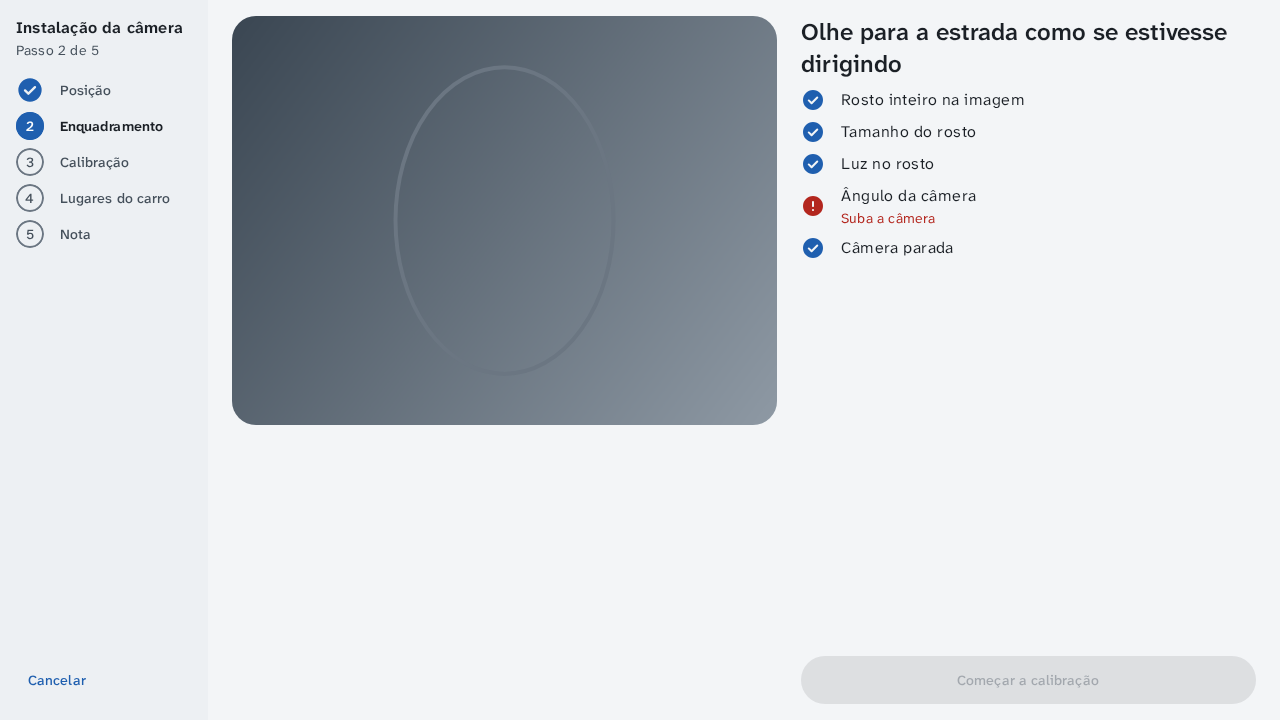 Instalação da câmera
Passo 2 de 5
Posição
2 Enquadramento
3 Calibração
4 Lugares do carro
5 Nota
Cancelar
Olhe para a estrada como se estivesse
dirigindo
Rosto inteiro na imagem
Tamanho do rosto
Luz no rosto
Ângulo da câmera
Suba a câmera
Câmera parada
Começar a calibração